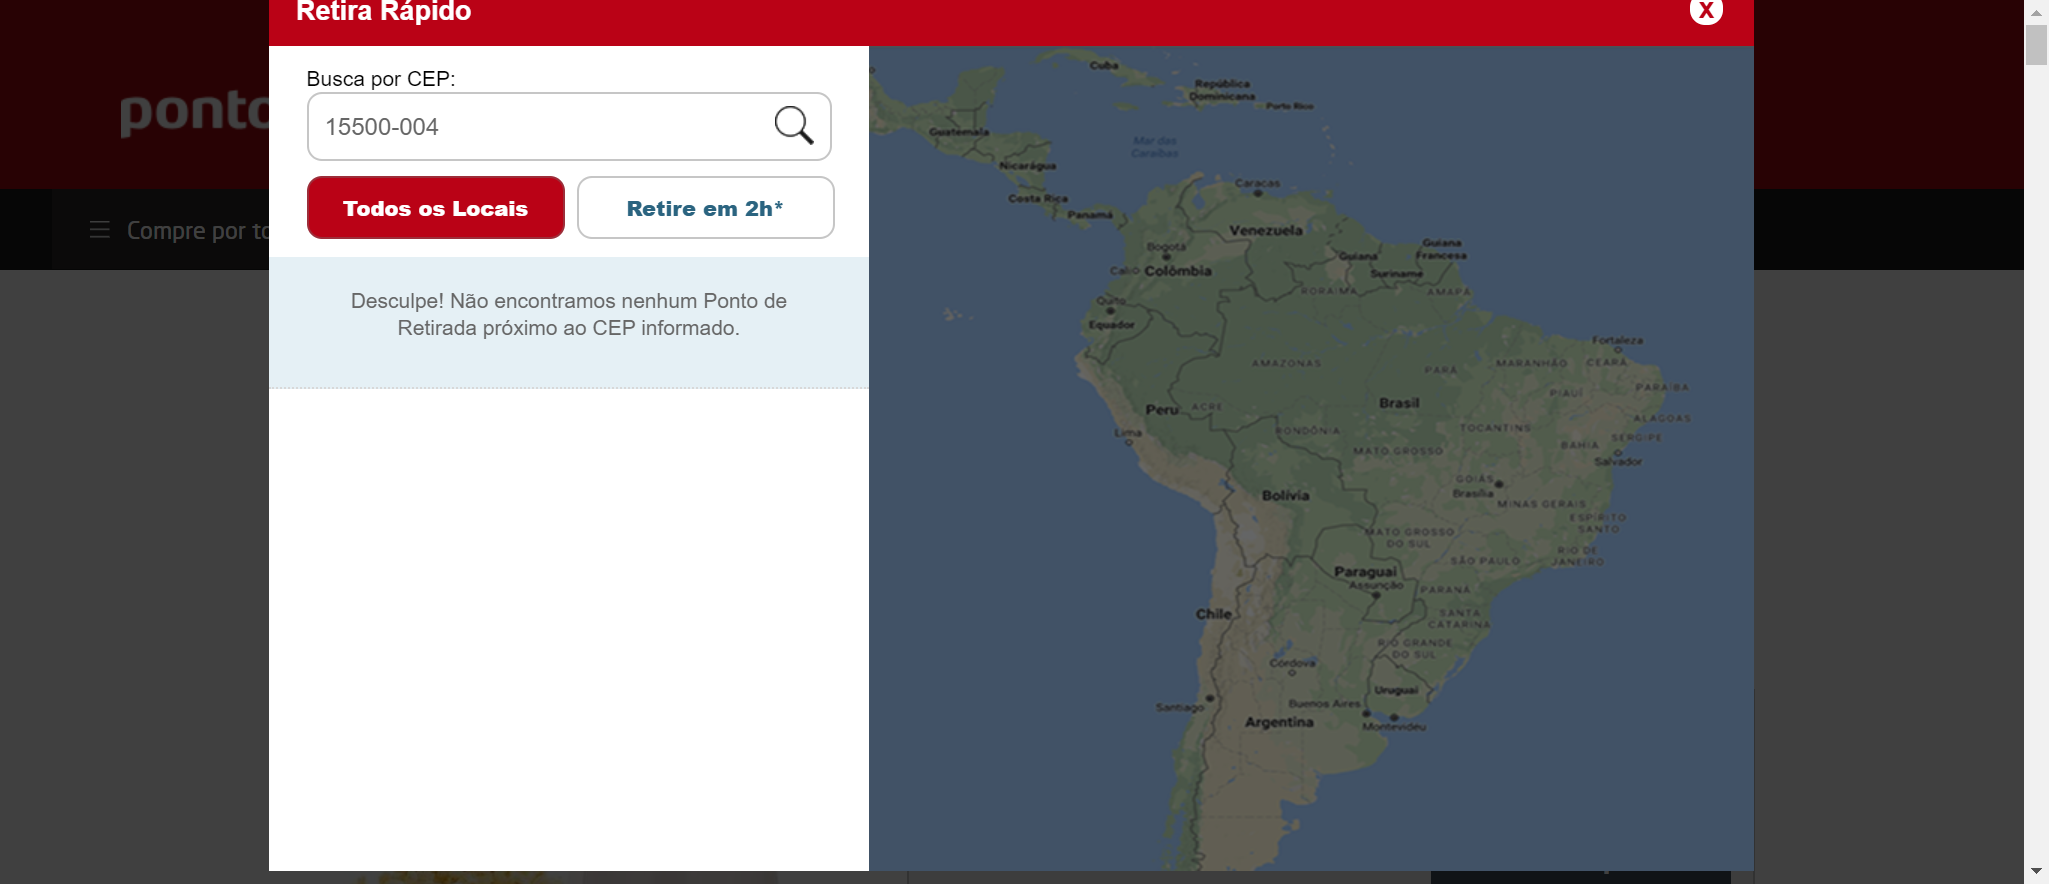 Retira Rápido
X
ponto
Compre por to
Busca por CEP:
15500-004
Todos os Locais
Retire em 2h*
Desculpe! Não encontramos nenhum Ponto de
Retirada próximo ao CEP informado.
Cuba
República
Dominicana
Porto Rico
Guatemala
Mar das
Caraíbas
Nicarágua
Costa Rica
Panamá
Caracas
Venezuela
Bogotá
Cali
Colômbia
Guiana
Guiana
Francesa
Suriname
RORAIMA
AMAPÁ
Quito
Equador
Fortaleza
AMAZONAS
PARÁ
MARANHÃO
CEARÁ
PARAÍBA
PIAUÍ
Peru
ACRE
Brasil
ALAGOAS
Lima
RONDÔNIA
TOCANTINS
SERGIPE
MATO GROSSO
BAHIA
Salvador
GOIÁS
Brasília
Bolívia
MINAS GERAIS
ESPÍRITO
SANTO
MATO GROSSO
DO SUL
SÃO PAULO
RIO DE
JANEIRO
Paraguai
Assunção
PARANÁ
Chile
SANTA
CATARINA
RIO GRANDE
DO SUL
Córdova
Uruguai
Santiago
Buenos Aires
Montevideu
Argentina